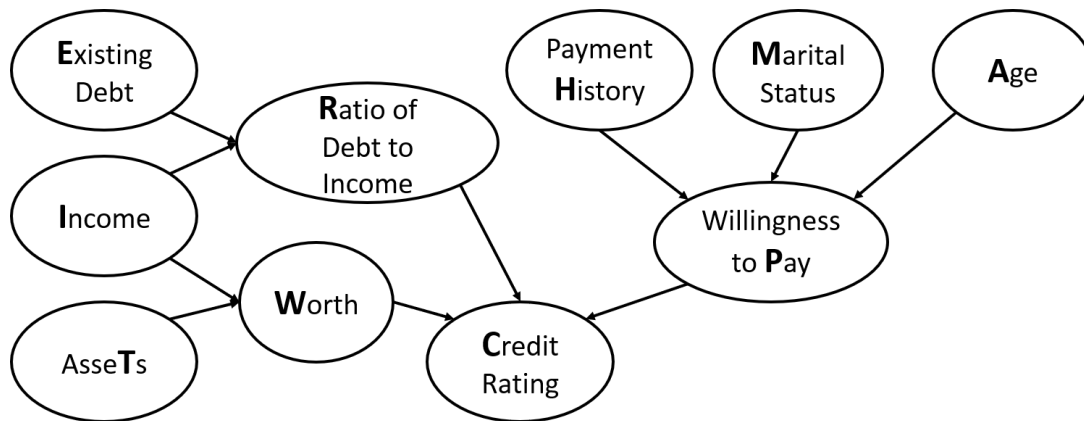 Existing
Debt
Payment
History
Marital
Status
Age
Ratio of
Debt to
Income
Income
Willingness
to Pay
Worth
AsseTs
Credit
Rating